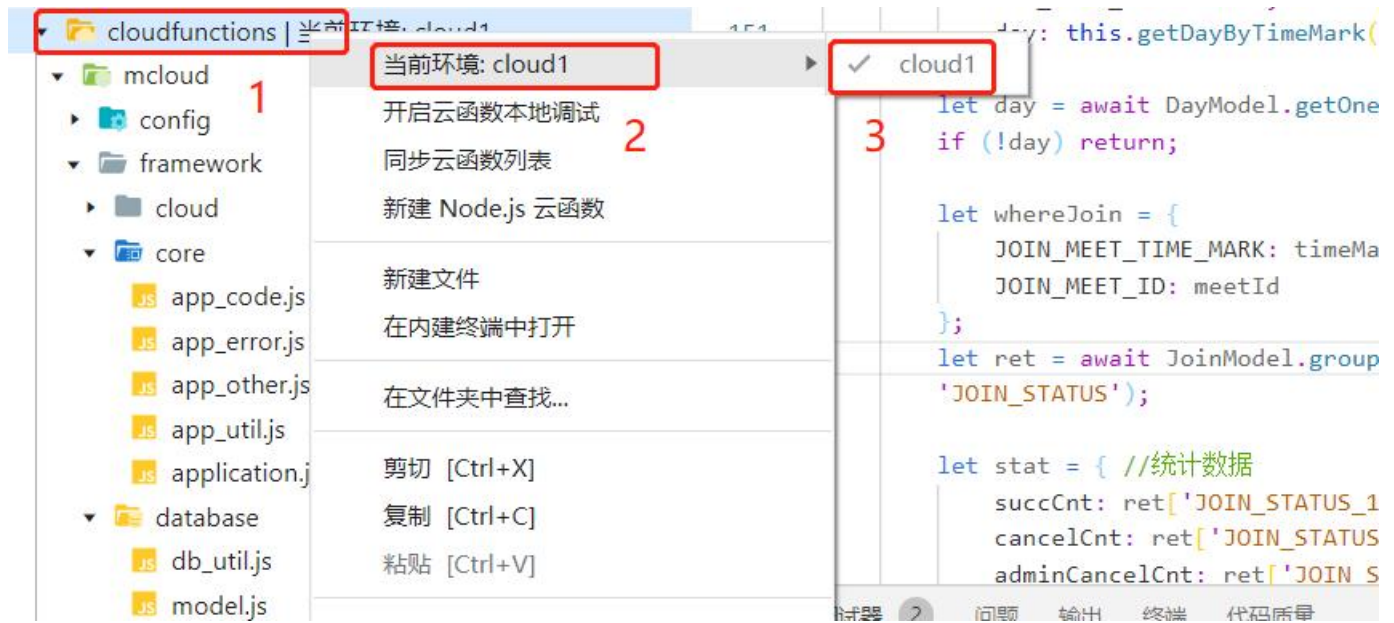 cloudfunctions | 当前环境: cloud1
mcloud
1
config
framework
cloud
core
app_code.js
app_error.js
app_other.js
app_util.js
application.j
database
db_util.js
model.js
当前环境: cloud1
开启云函数本地调试
2
同步云函数列表
新建 Node.js 云函数
新建文件
在内建终端中打开
在文件夹中查找...
剪切 [Ctrl+X]
复制 [Ctrl+C]
粘贴 [Ctrl+V]
cloud1
3
151
day: this.getDayByTimeMark(
let day = await DayModel.getOne
if (!day) return;
let whereJoin = {
JOIN_MEET_TIME_MARK: timeMa
JOIN_MEET_ID: meetId
};
let ret = await JoinModel.group
'JOIN_STATUS');
let stat = { //统计数据
succCnt: ret['JOIN_STATUS_1
cancelCnt: ret['JOIN_STATUS
adminCancelCnt: ret['JOIN_S
试器 2 问题 输出 终端 代码质量